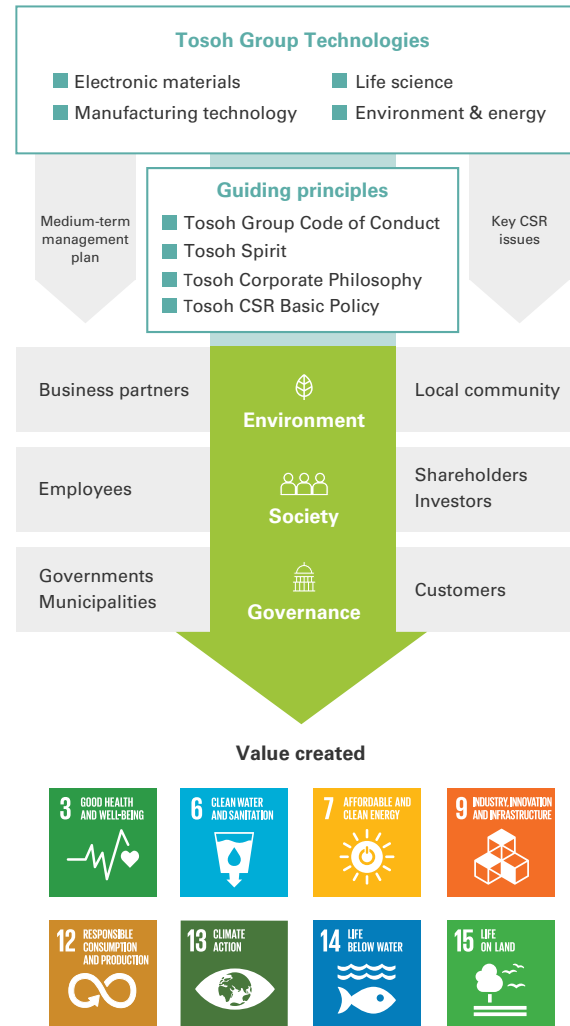 Tosoh Group Technologies
Electronic materials
Life science
Manufacturing technology
Environment & energy
Medium-term
management
plan
Guiding principles
Tosoh Group Code of Conduct
Tosoh Spirit
Tosoh Corporate Philosophy
Tosoh CSR Basic Policy
Key CSR
issues
Business partners
Environment
Local community
Employees
Society
Shareholders
Investors
Governments
Municipalities
Governance
Customers
Value created
3 GOOD HEALTH
AND WELL-BEING
6 CLEAN WATER
AND SANITATION
7 AFFORDABLE AND
CLEAN ENERGY
9 INDUSTRY, INNOVATION
AND INFRASTRUCTURE
12 RESPONSIBLE
CONSUMPTION
AND PRODUCTION
13 CLIMATE
ACTION
14 LIFE
BELOW WATER
15 LIFE
ON LAND